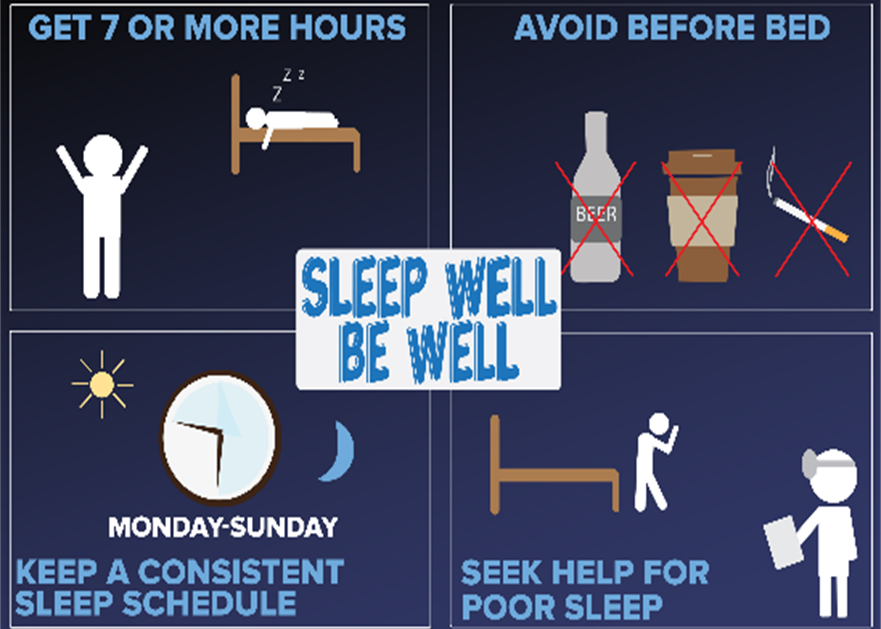 GET 7 OR MORE HOURS
Z Z z
AVOID BEFORE BED
BEER
SLEEP WELL
BE WELL
MONDAY-SUNDAY
KEEP A CONSISTENT
SLEEP SCHEDULE
SEEK HELP FOR
POOR SLEEP